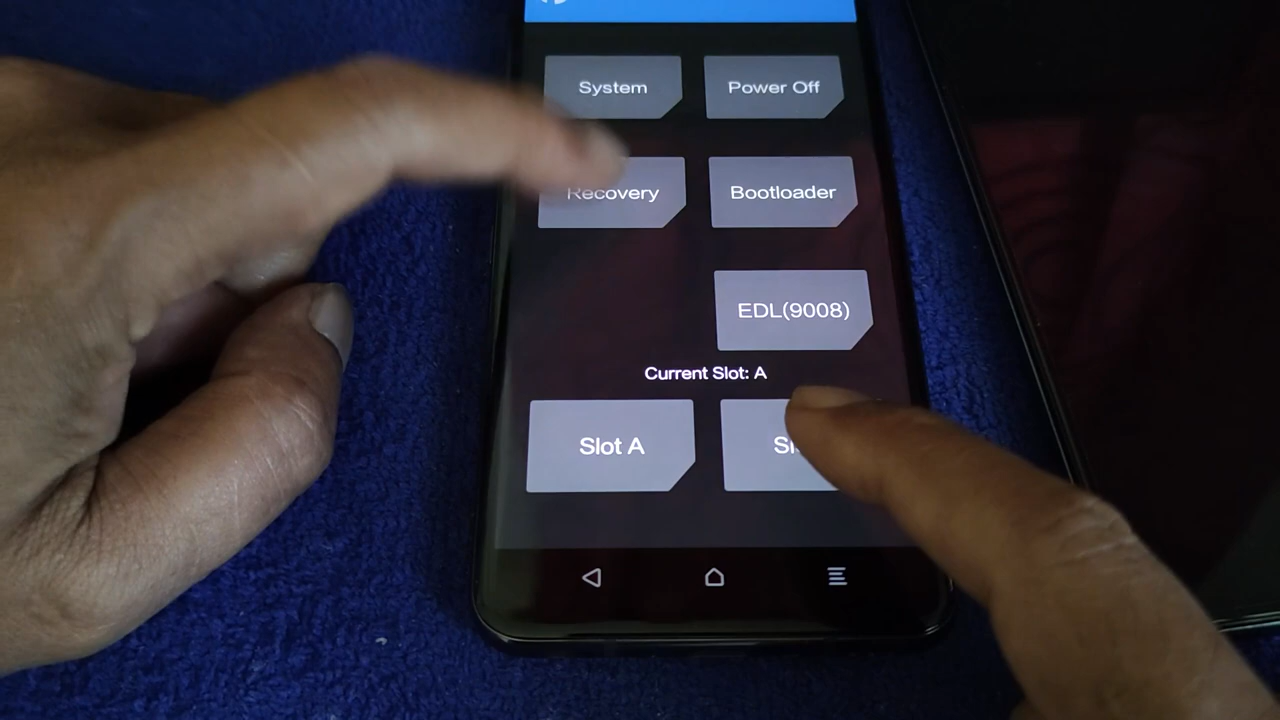 System
Power Off
Recovery
Bootloader
EDL(9008)
Current Slot: A
Slot A